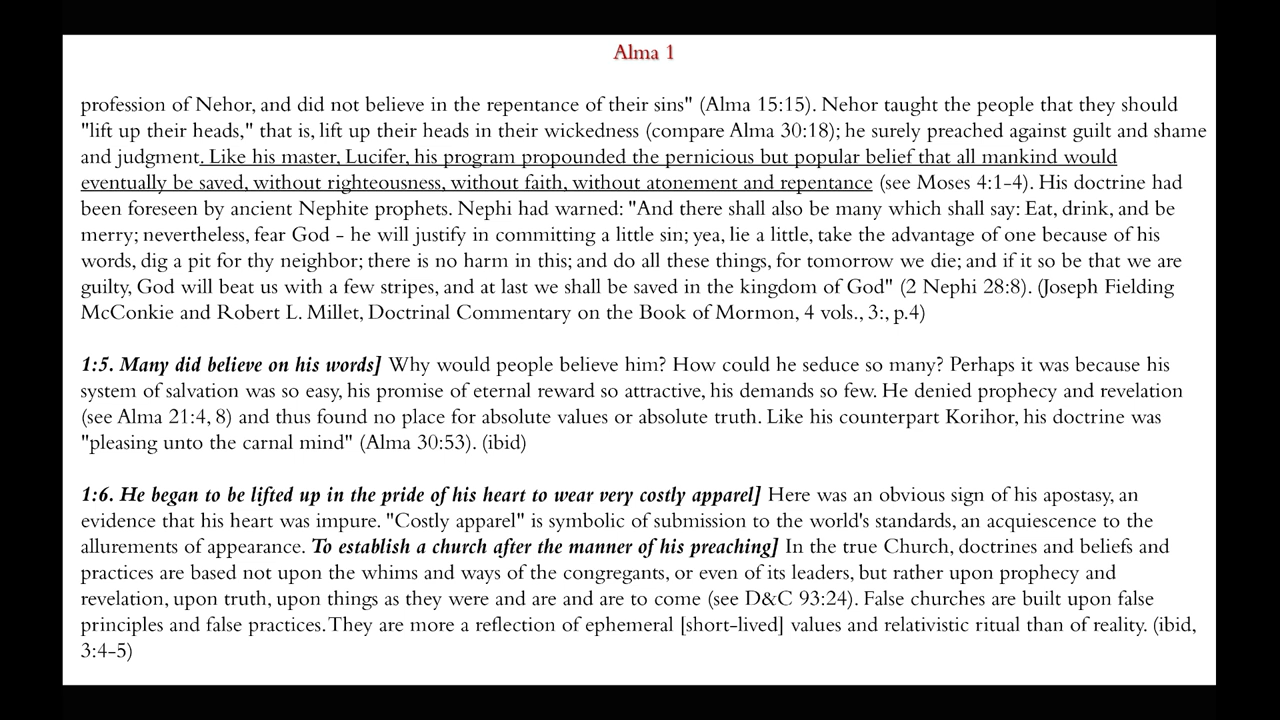 Alma 1
profession of Nehor, and did not believe in the repentance of their sins" (Alma 15:15). Nehor taught the people that they should
"lift up their heads," that is, lift up their heads in their wickedness (compare Alma 30:18); he surely preached against guilt and shame
and judgment. Like his master, Lucifer, his program propounded the pernicious but popular belief that all mankind would
eventually be saved, without righteousness, without faith, without atonement and repentance (see Moses 4:1-4). His doctrine had
been foreseen by ancient Nephite prophets. Nephi had warned: "And there shall also be many which shall say: Eat, drink, and be
merry; nevertheless, fear God - he will justify in committing a little sin; yea, lie a little, take the advantage of one because of his
words, dig a pit for thy neighbor; there is no harm in this; and do all these things, for tomorrow we die; and if it so be that we are
guilty, God will beat us with a few stripes, and at last we shall be saved in the kingdom of God" (2 Nephi 28:8). (Joseph Fielding
McConkie and Robert L. Millet, Doctrinal Commentary on the Book of Mormon, 4 vols., 3:, p.4)
1:5. Many did believe on his words] Why would people believe him? How could he seduce so many? Perhaps it was because his
system of salvation was so easy, his promise of eternal reward so attractive, his demands so few. He denied prophecy and revelation
(see Alma 21:4, 8) and thus found no place for absolute values or absolute truth. Like his counterpart Korihor, his doctrine was
"pleasing unto the carnal mind" (Alma 30:53). (ibid)
1:6. He began to be lifted up in the pride of his heart to wear very costly apparel] Here was an obvious sign of his apostasy, an
evidence that his heart was impure. "Costly apparel" is symbolic of submission to the world's standards, an acquiescence to the
allurements of appearance. To establish a church after the manner of his preaching] In the true Church, doctrines and beliefs and
practices are based not upon the whims and ways of the congregants, or even of its leaders, but rather upon prophecy and
revelation, upon truth, upon things as they were and are and are to come (see D&C 93:24). False churches are built upon false
principles and false practices. They are more a reflection of ephemeral [short-lived] values and relativistic ritual than of reality. (ibid,
3:4-5)